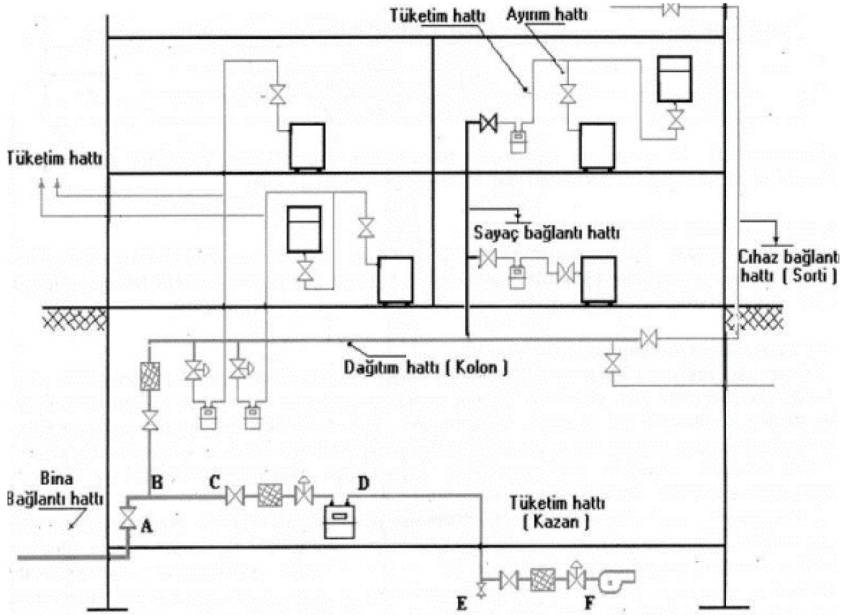 Tüketim hattı
Ayırım hattı
Tüketim hattı
Sayaç bağlantı hattı
Cıhaz bağlantı
hattı ( Sorti )
Dağıtım hattı ( Kolon )
Bina
Bağlantı hattı
A
B
C
D
Tüketim hattı
( Kazan )
E
F